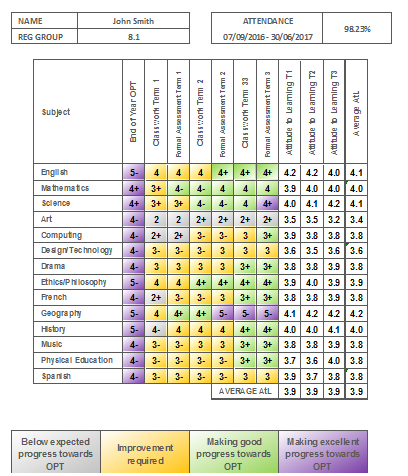 NAME John Smith ATTENDANCE 98.23%
REG GROUP 8.1 07/09/2016 - 30/06/2017
Subject End of Year OPT Classwork Term 1 Formal Assessment Term 1 Classwork Term 2 Formal Assessment Term 2 Classwork Term 33 Formal Assessment Term 3 Attitude to Learning T1 Attitude to Learning T2 Attitude to Learning T3 Average AtL
English 5- 4 4 4 4+ 4+ 4+ 4.2 4.2 4.0 4.1
Mathematics 4+ 3+ 4- 4 4 4 4 3.9 4.0 4.0 4.0
Science 4+ 3+ 3+ 4- 4- 4 4+ 4.0 4.1 4.2 4.1
Art 4- 2 2 2+ 2+ 2+ 2+ 3.5 3.5 3.2 3.4
Computing 4- 2+ 2+ 3- 3- 3 3+ 3.9 3.8 3.8 3.8
Design/Technology 4- 3- 3- 3- 3 3 3 3.6 3.5 3.6 3.6
Drama 4- 3 3 3 3 3+ 3+ 3.8 3.8 3.9 3.8
Ethics/Philosophy 5- 4 4 4+ 4+ 4+ 4+ 3.9 4.0 3.9 3.9
French 4- 2+ 3- 3- 3 3+ 3+ 3.8 3.8 3.9 3.8
Geography 5- 4 4+ 4+ 5- 5- 5- 4.1 4.2 4.2 4.2
History 5- 4- 4 4 4 4+ 4+ 4.0 4.0 4.1 4.0
Music 4- 3- 3- 3- 3 3+ 3+ 3.8 3.8 3.9 3.8
Physical Education 4- 3- 3- 3- 3 3+ 3+ 3.7 3.6 4.0 3.8
Spanish 4- 3- 3- 3- 3- 3 3 3.9 3.7 3.8 3.8
AVERAGE AtL 3.9 3.9 3.9 3.9
Below expected progress towards OPT
Improvement required
Making good progress towards OPT
Making excellent progress towards OPT